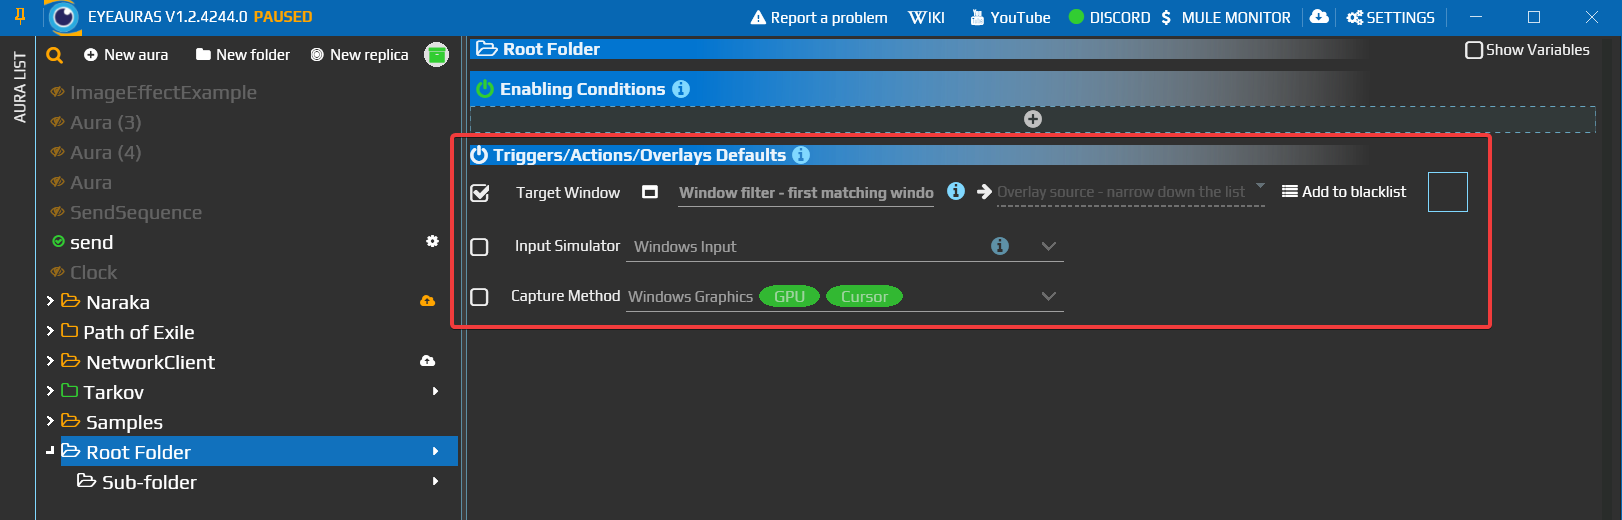 EYEAURAS V1.2.4244.0 PAUSED
Report a problem
WIKI
YouTube
DISCORD
$ MULE MONITOR
SETTINGS
AURA LIST
New aura
New folder
New replica
ImageEffectExample
Aura (3)
Aura (4)
Aura
SendSequence
send
Clock
Naraka
Path of Exile
NetworkClient
Tarkov
Samples
Root Folder
Sub-folder
Root Folder
Show Variables
Enabling Conditions
Triggers/Actions/Overlays Defaults
Target Window
Window filter - first matching windo
Overlay source - narrow down the list
Add to blacklist
Input Simulator
Windows Input
Capture Method
Windows Graphics
GPU
Cursor